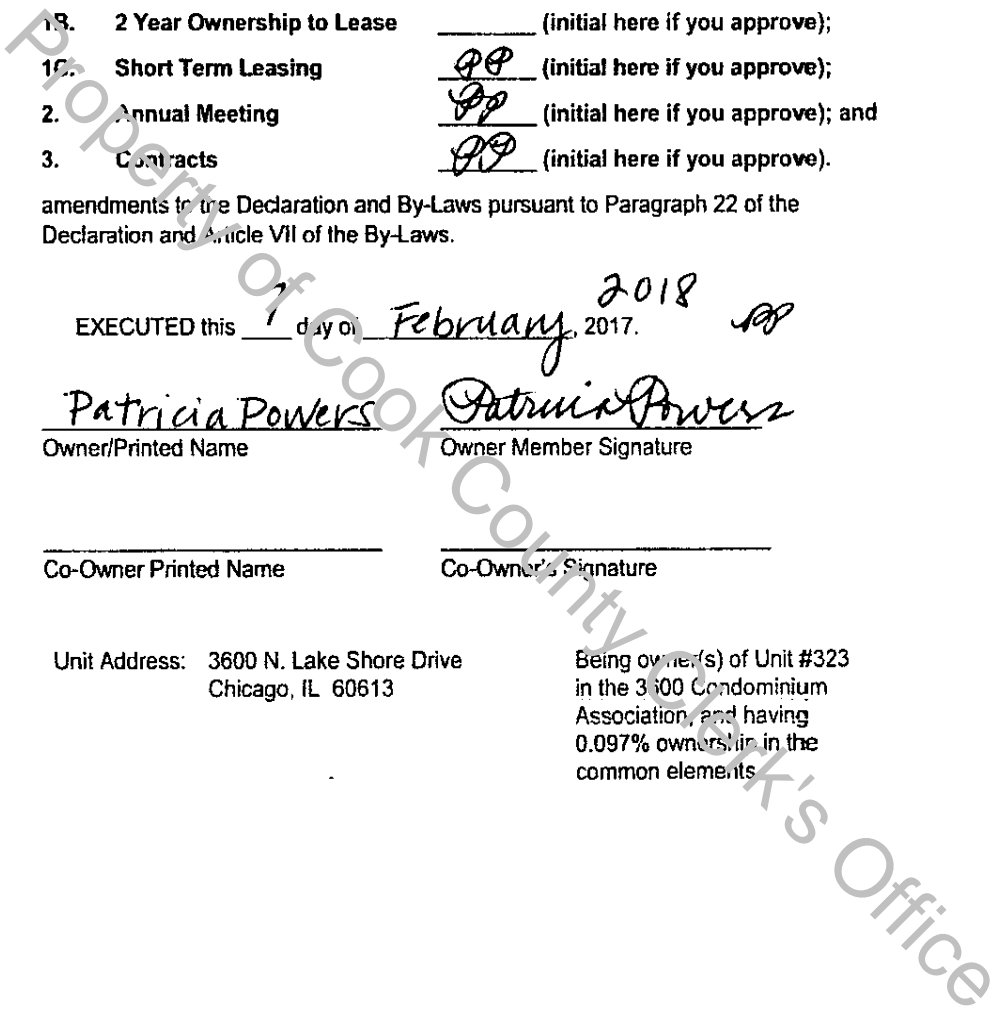 1B. 2 Year Ownership to Lease ________ (initial here if you approve);
1C. Short Term Leasing PP (initial here if you approve);
2. Annual Meeting PP (initial here if you approve); and
3. Contracts PP (initial here if you approve).
amendments to the Declaration and By-Laws pursuant to Paragraph 22 of the
Declaration and Article VII of the By-Laws.
2018
EXECUTED this 7 day of February, 2017. PP
Patricia Powers Patricia Powers
Owner/Printed Name Owner Member Signature
Co-Owner Printed Name Co-Owner's Signature
Unit Address: 3600 N. Lake Shore Drive
Chicago, IL 60613
Being owner(s) of Unit #323
in the 3600 Condominium
Association, and having
0.097% ownership in the
common elements
Property of Cook County Clerk's Office